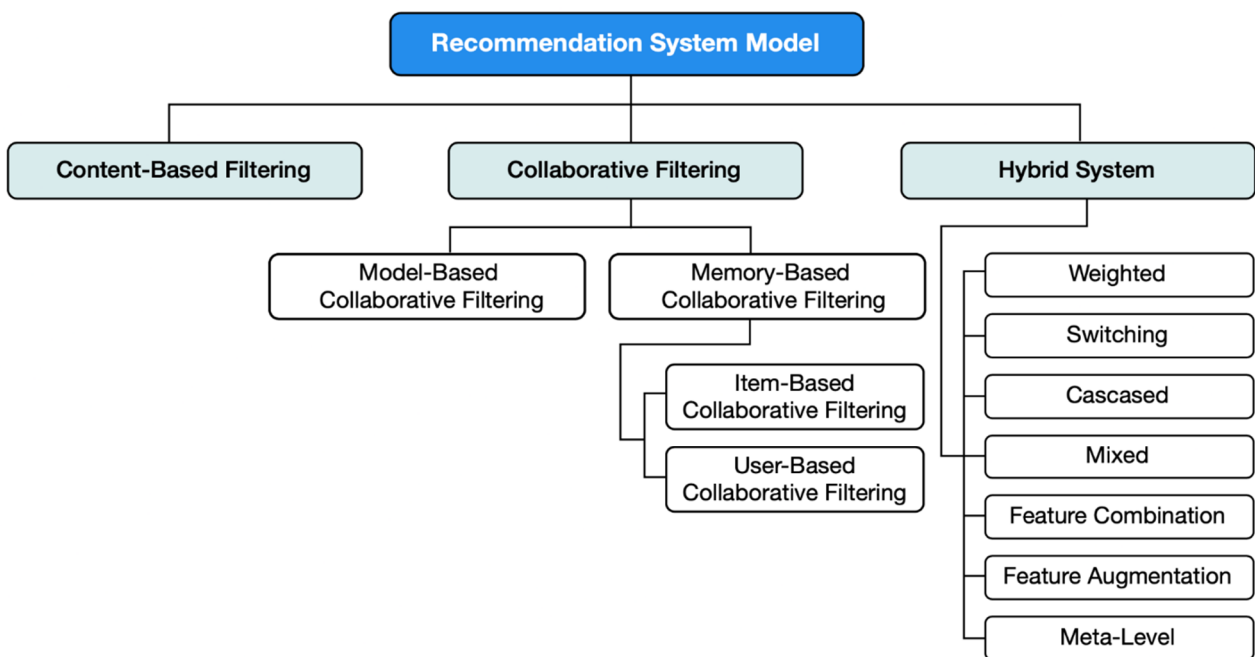 Recommendation System Model
Content-Based Filtering
Collaborative Filtering
Hybrid System
Model-Based
Collaborative Filtering
Memory-Based
Collaborative Filtering
Item-Based
Collaborative Filtering
User-Based
Collaborative Filtering
Weighted
Switching
Cascased
Mixed
Feature Combination
Feature Augmentation
Meta-Level